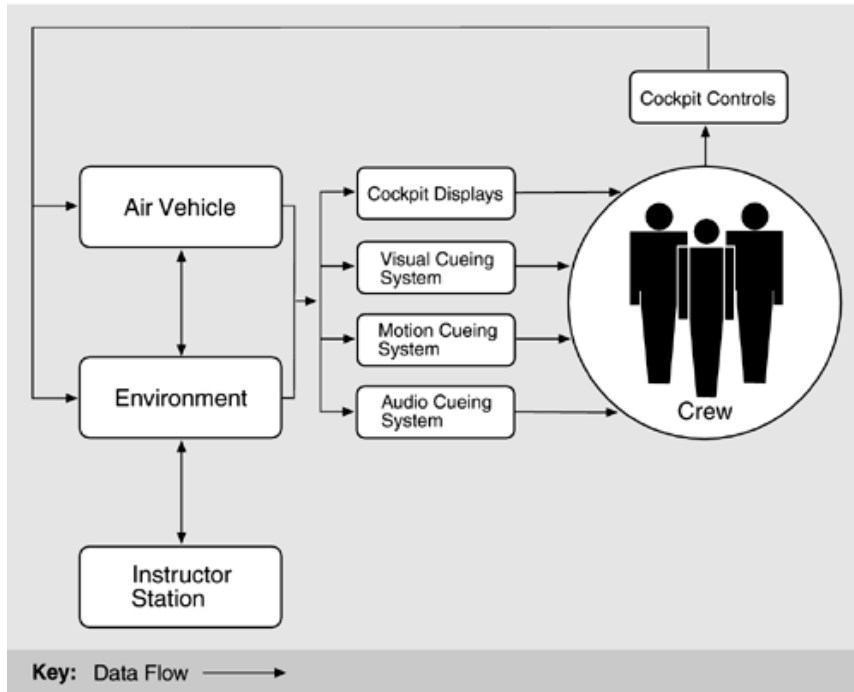 Cockpit Controls
Air Vehicle
Cockpit Displays
Visual Cueing
System
Motion Cueing
System
Environment
Audio Cueing
System
Crew
Instructor
Station
Key: Data Flow